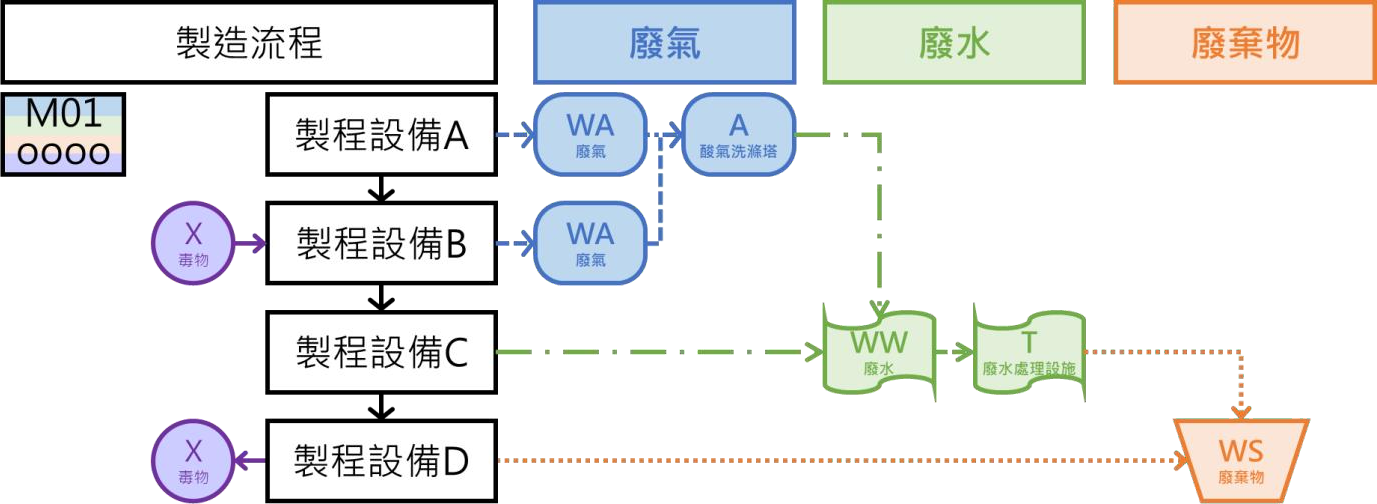 製造流程
廢氣
廢水
廢棄物
M01
oooo
製程設備A
WA
廢氣
A
酸氣洗滌塔
X
毒物
製程設備B
WA
廢氣
製程設備C
WW
廢水
T
廢水處理設施
X
毒物
製程設備D
WS
廢棄物